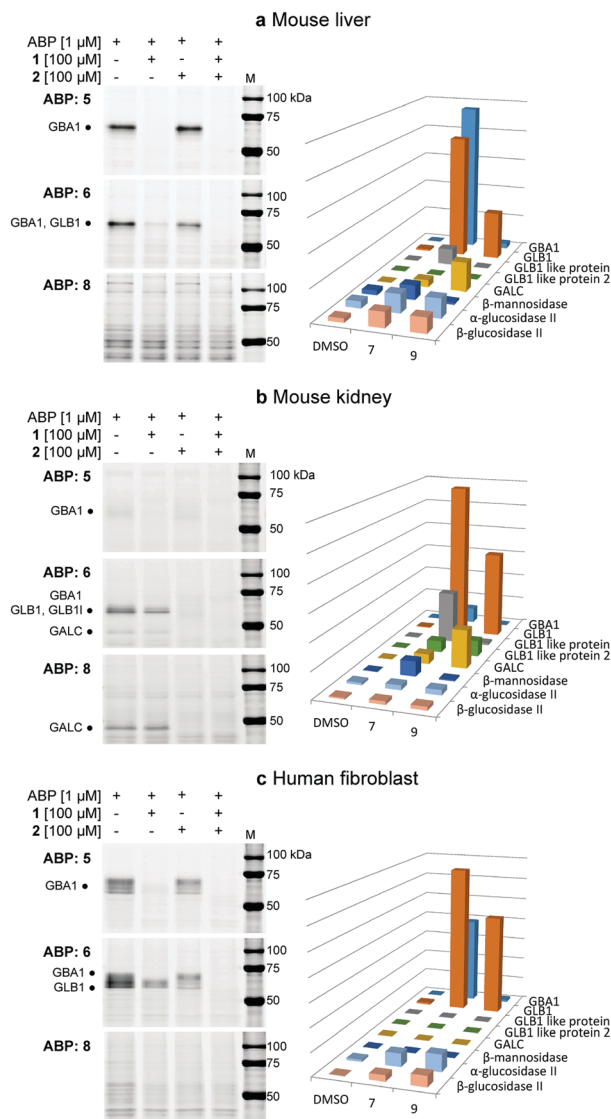 a Mouse liver
ABP [1 µM] + + + +
1 [100 µM] - + - +
2 [100 µM] - - + + M
ABP: 5
100 kDa
75
GBA1 •
50
ABP: 6
100
75
GBA1, GLB1 •
50
ABP: 8
100
75
50
GBA1
GLB1
GLB1 like protein
GLB1 like protein 2
GALC
β-mannosidase
α-glucosidase II
β-glucosidase II
DMSO 7 9
b Mouse kidney
ABP [1 µM] + + + +
1 [100 µM] - + - +
2 [100 µM] - - + + M
ABP: 5
100 kDa
75
GBA1 •
50
ABP: 6
100
GBA1
75
GLB1, GLB1l •
GALC •
50
ABP: 8
100
75
50
GALC •
GBA1
GLB1
GLB1 like protein
GLB1 like protein 2
GALC
β-mannosidase
α-glucosidase II
β-glucosidase II
DMSO 7 9
c Human fibroblast
ABP [1 µM] + + + +
1 [100 µM] - + - +
2 [100 µM] - - + + M
ABP: 5
100 kDa
75
GBA1 •
50
ABP: 6
100
GBA1 •
75
GLB1 •
50
ABP: 8
100
75
50
GBA1
GLB1
GLB1 like protein
GLB1 like protein 2
GALC
β-mannosidase
α-glucosidase II
β-glucosidase II
DMSO 7 9